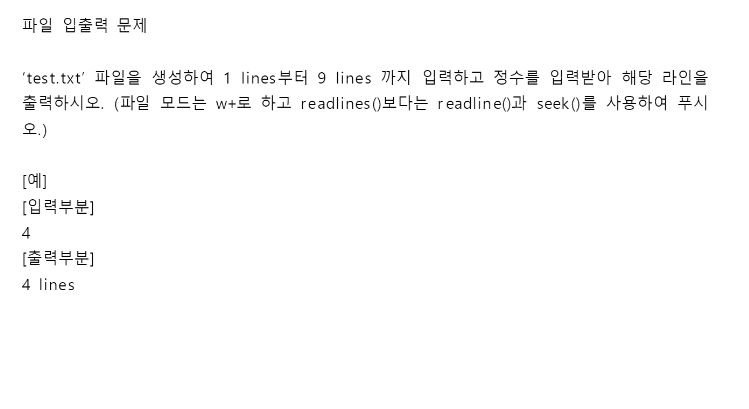 파일 입출력 문제
'test.txt' 파일을 생성하여 1 lines부터 9 lines 까지 입력하고 정수를 입력받아 해당 라인을
출력하시오. (파일 모드는 w+로 하고 readlines()보다는 readline()과 seek()를 사용하여 푸시
오.)
[예]
[입력부분]
4
[출력부분]
4 lines